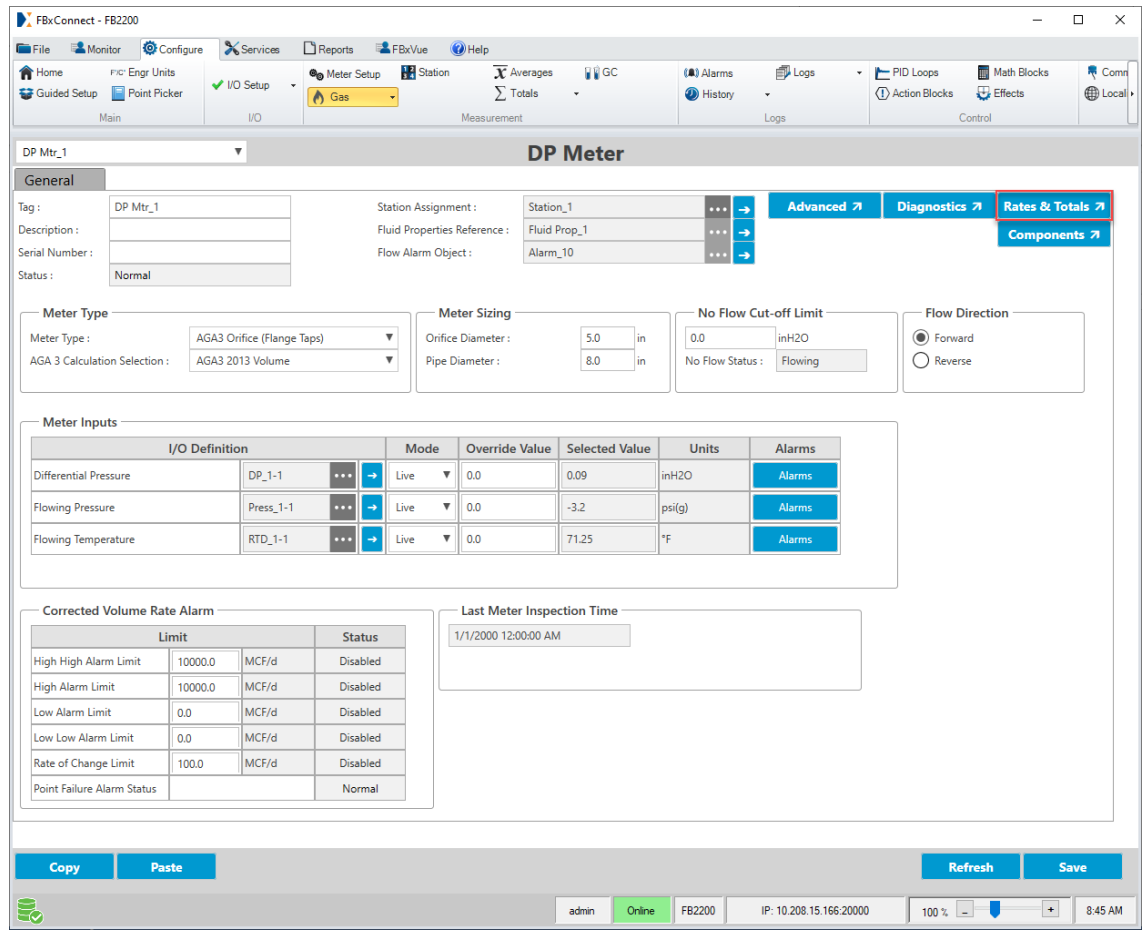 FBxConnect - FB2200
File Monitor Configure Services Reports FBxVue Help
Home Engr Units I/O Setup Meter Setup Station Averages GC Alarms Logs PID Loops Math Blocks Comm
Guided Setup Point Picker Gas Totals History Action Blocks Effects Local
Main I/O Measurement Logs Control
DP Mtr_1 DP Meter
General
Tag : DP Mtr_1 Station Assignment : Station_1 Advanced Diagnostics Rates & Totals
Description : Fluid Properties Reference : Fluid Prop_1 Components
Serial Number : Flow Alarm Object : Alarm_10
Status : Normal
Meter Type Meter Sizing No Flow Cut-off Limit Flow Direction
Meter Type : AGA3 Orifice (Flange Taps) Orifice Diameter : 5.0 in 0.0 inH2O Forward
AGA 3 Calculation Selection : AGA3 2013 Volume Pipe Diameter : 8.0 in No Flow Status : Flowing Reverse
Meter Inputs
I/O Definition Mode Override Value Selected Value Units Alarms
Differential Pressure DP_1-1 Live 0.0 0.09 inH2O Alarms
Flowing Pressure Press_1-1 Live 0.0 -3.2 psi(g) Alarms
Flowing Temperature RTD_1-1 Live 0.0 71.25 °F Alarms
Corrected Volume Rate Alarm Last Meter Inspection Time
Limit Status 1/1/2000 12:00:00 AM
High High Alarm Limit 10000.0 MCF/d Disabled
High Alarm Limit 10000.0 MCF/d Disabled
Low Alarm Limit 0.0 MCF/d Disabled
Low Low Alarm Limit 0.0 MCF/d Disabled
Rate of Change Limit 100.0 MCF/d Disabled
Point Failure Alarm Status Normal
Copy Paste Refresh Save
admin Online FB2200 IP: 10.208.15.166:20000 100 % - + 8:45 AM